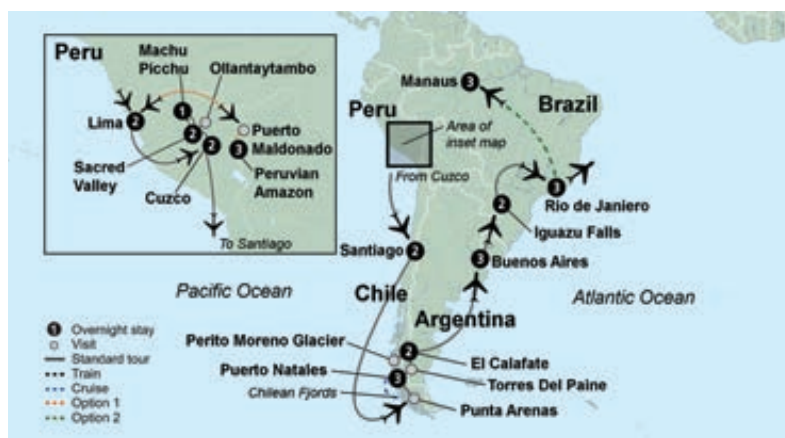 Peru
Machu
Picchu
Ollantaytambo
1
Lima
2
2
2
Puerto
Maldonado
3
Sacred
Valley
Cuzco
Peruvian
Amazon
To Santiago
Manaus
3
Brazil
Peru
Area of
inset map
From Cuzco
3
Rio de Janiero
2
Iguazu Falls
Santiago
2
3
Buenos Aires
Pacific Ocean
Chile
Atlantic Ocean
Argentina
Perito Moreno Glacier
2
El Calafate
Puerto Natales
3
Torres Del Paine
Chilean Fjords
Punta Arenas
1 Overnight stay
Visit
Standard tour
Train
Cruise
Option 1
Option 2